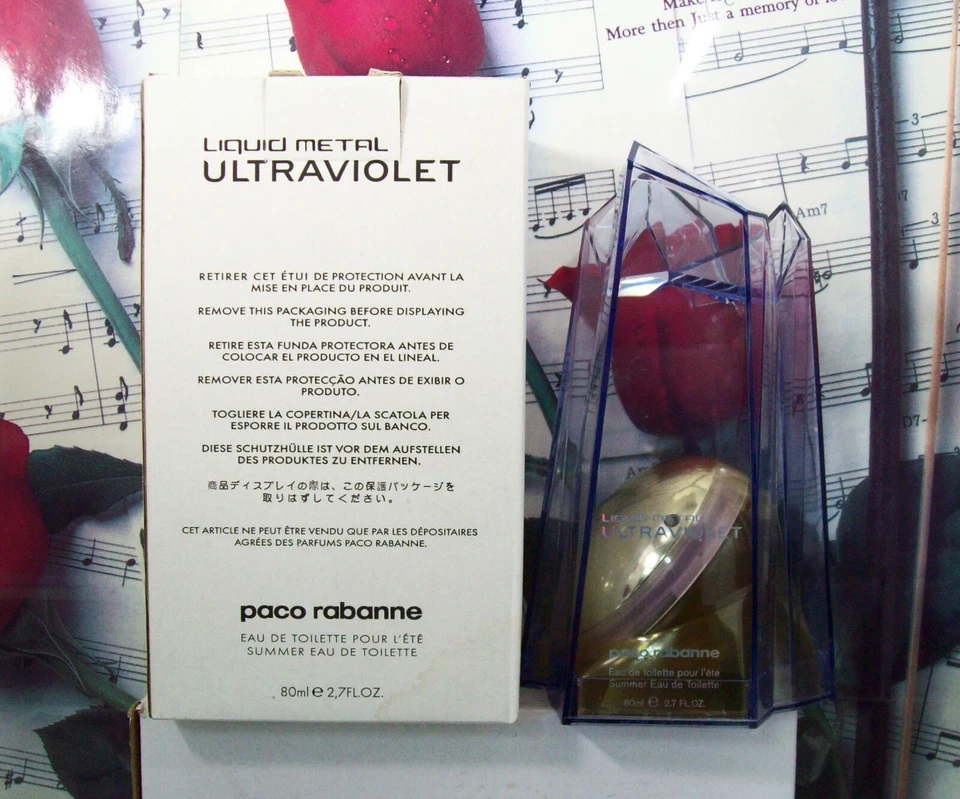 More then Just a memory of
Am7
3
3
D7-
LIQUID METAL
ULTRAVIOLET
RETIRER CET ÉTUI DE PROTECTION AVANT LA
MISE EN PLACE DU PRODUIT.
REMOVE THIS PACKAGING BEFORE DISPLAYING
THE PRODUCT.
RETIRE ESTA FUNDA PROTECTORA ANTES DE
COLOCAR EL PRODUCTO EN EL LINEAL.
REMOVER ESTA PROTECÇÃO ANTES DE EXIBIR O
PRODUTO.
TOGLIERE LA COPERTINA/LA SCATOLA PER
ESPORRE IL PRODOTTO SUL BANCO.
DIESE SCHUTZHÜLLE IST VOR DEM AUFSTELLEN
DES PRODUKTES ZU ENTFERNEN.
商品ディスプレイの際は、この保護パッケージを
取りはずしてください。
CET ARTICLE NE PEUT ÊTRE VENDU QUE PAR LES DÉPOSITAIRES
AGRÉES DES PARFUMS PACO RABANNE.
paco rabanne
EAU DE TOILETTE POUR L'ÉTÉ
SUMMER EAU DE TOILETTE
80ml e 2,7FL.OZ.
LIQUID METAL
ULTRAVIOLET
paco rabanne
Eau de toilette pour l'été
Summer Eau de Toilette
80ml e 2.7 FL.OZ.